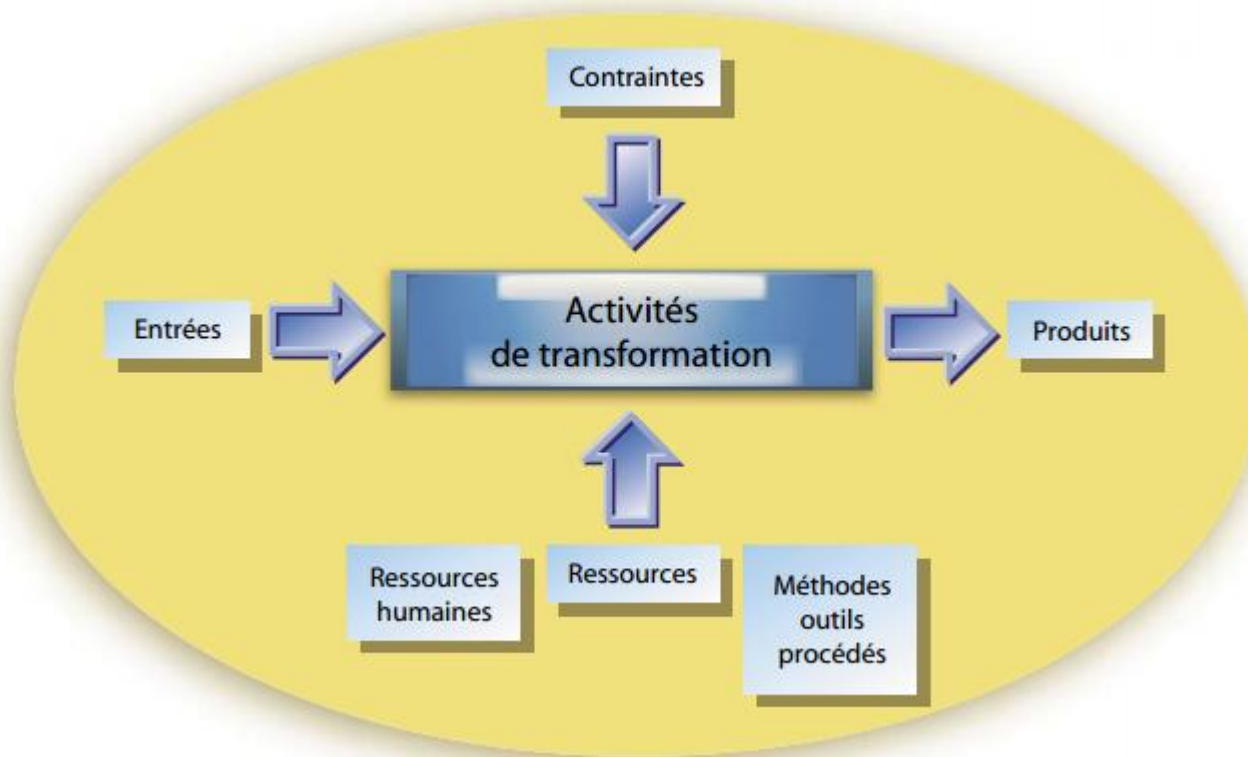 Contraintes
Entrées
Activités
de transformation
Produits
Ressources
humaines
Ressources
Méthodes
outils
procédés